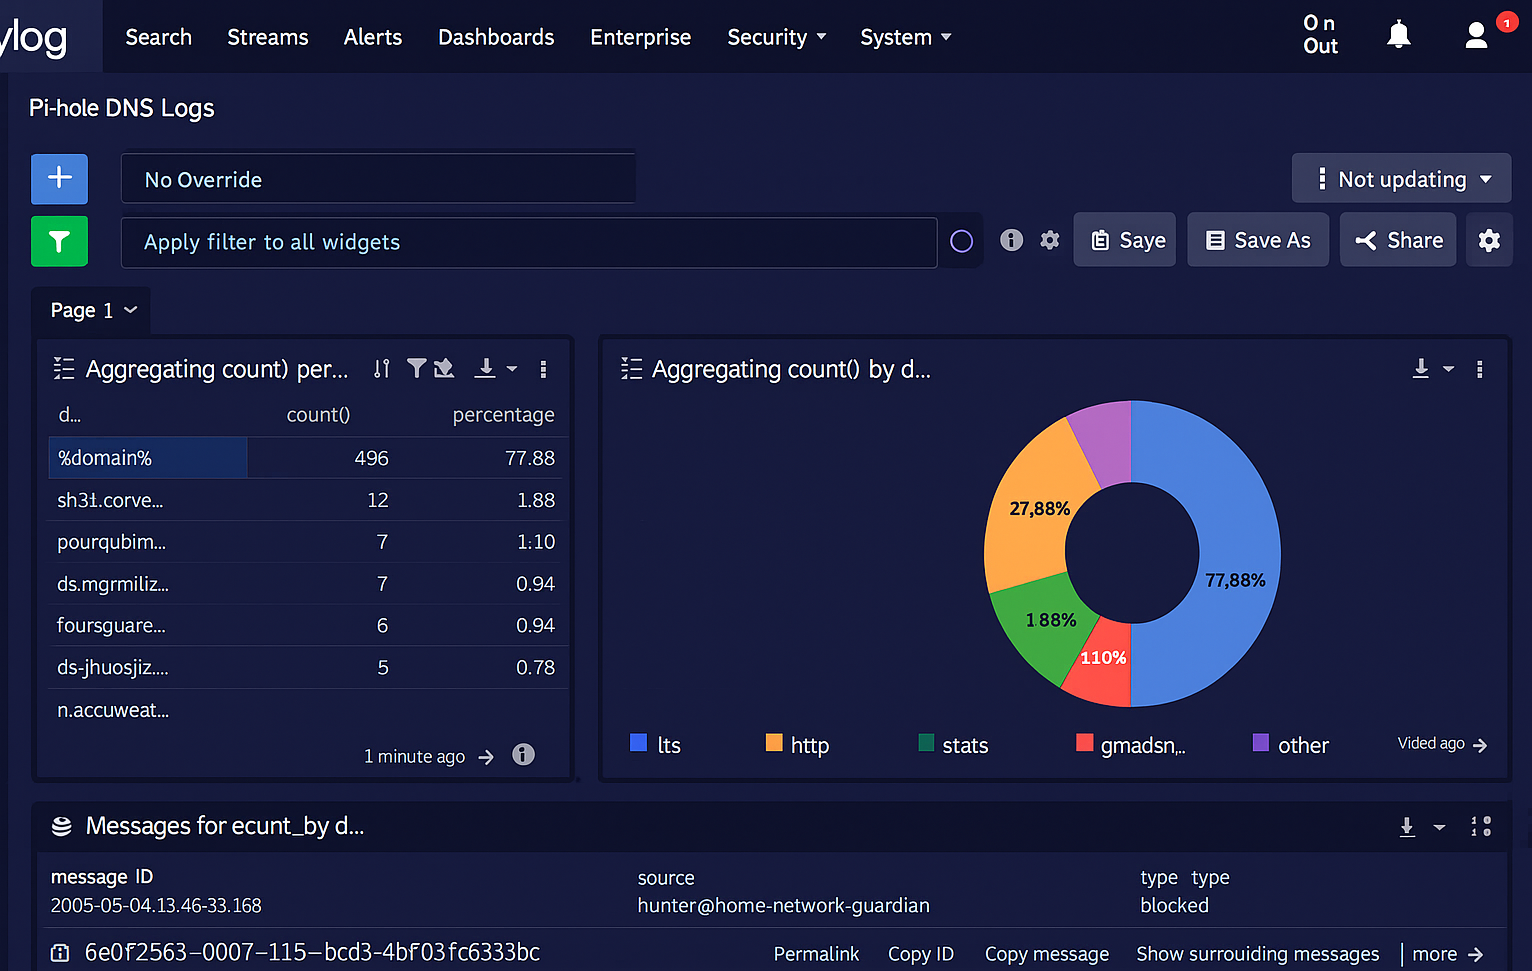 ylog Search Streams Alerts Dashboards Enterprise Security System O n Out 1
Pi-hole DNS Logs
No Override
Not updating
Apply filter to all widgets
Saye Save As Share
Page 1
Aggregating count) per...
d... count() percentage
%domain% 496 77.88
sh3ɫ.corve... 12 1.88
pourqubim... 7 1:10
ds.mgrmiliz... 7 0.94
foursguare... 6 0.94
ds-jhuosjiz.... 5 0.78
n.accuweat...
1 minute ago →
Aggregating count() by d...
27,88%
77,88%
188%
110%
lts http stats gmadsn,.. other Vided ago →
Messages for ecunt_by d...
message ID source type type
2005-05-04.13.46-33.168 hunter@home-network-guardian blocked
6e0f2563–0007–115–bcd3-4bf03fc6333bc Permalink Copy ID Copy message Show surrouiding messages | more →